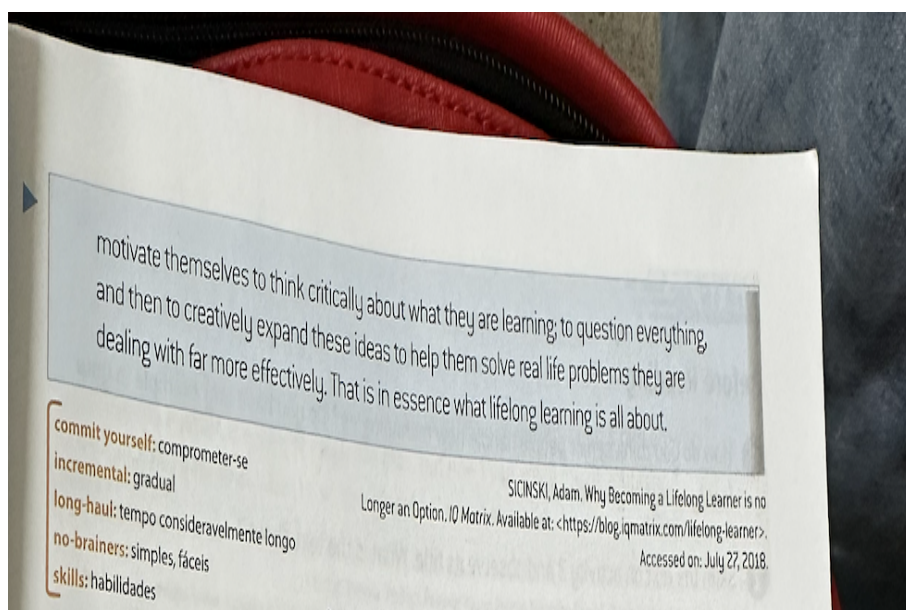 motivate themselves to think critically about what they are learning; to question everything,
and then to creatively expand these ideas to help them solve real life problems they are
dealing with far more effectively. That is in essence what lifelong learning is all about.
commit yourself: comprometer-se
incremental: gradual
long-haul: tempo consideravelmente longo
no-brainers: simples, fáceis
skills: habilidades
SICINSKI, Adam. Why Becoming a Lifelong Learner is no
Longer an Option. IQ Matrix. Available at: <https://blog.iqmatrix.com/lifelong-learner>.
Accessed on: July 27, 2018.